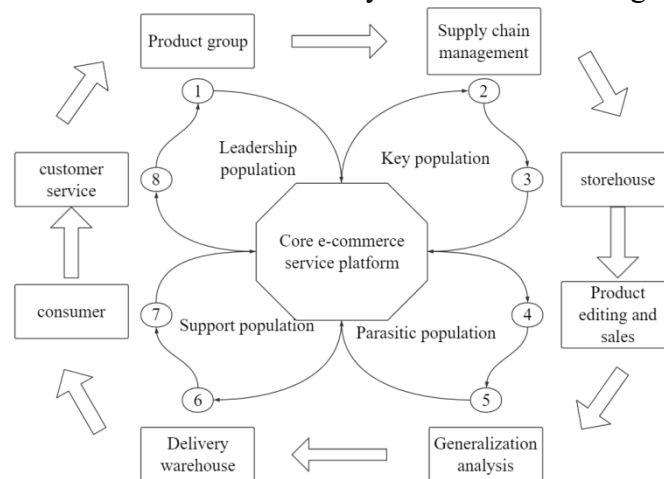 Product group
Supply chain
management
1
2
Leadership
population
Key population
customer
service
8
3
storehouse
Core e-commerce
service platform
consumer
7
Support population
Parasitic population
4
Product
editing and
sales
6
5
Delivery
warehouse
Generalization
analysis